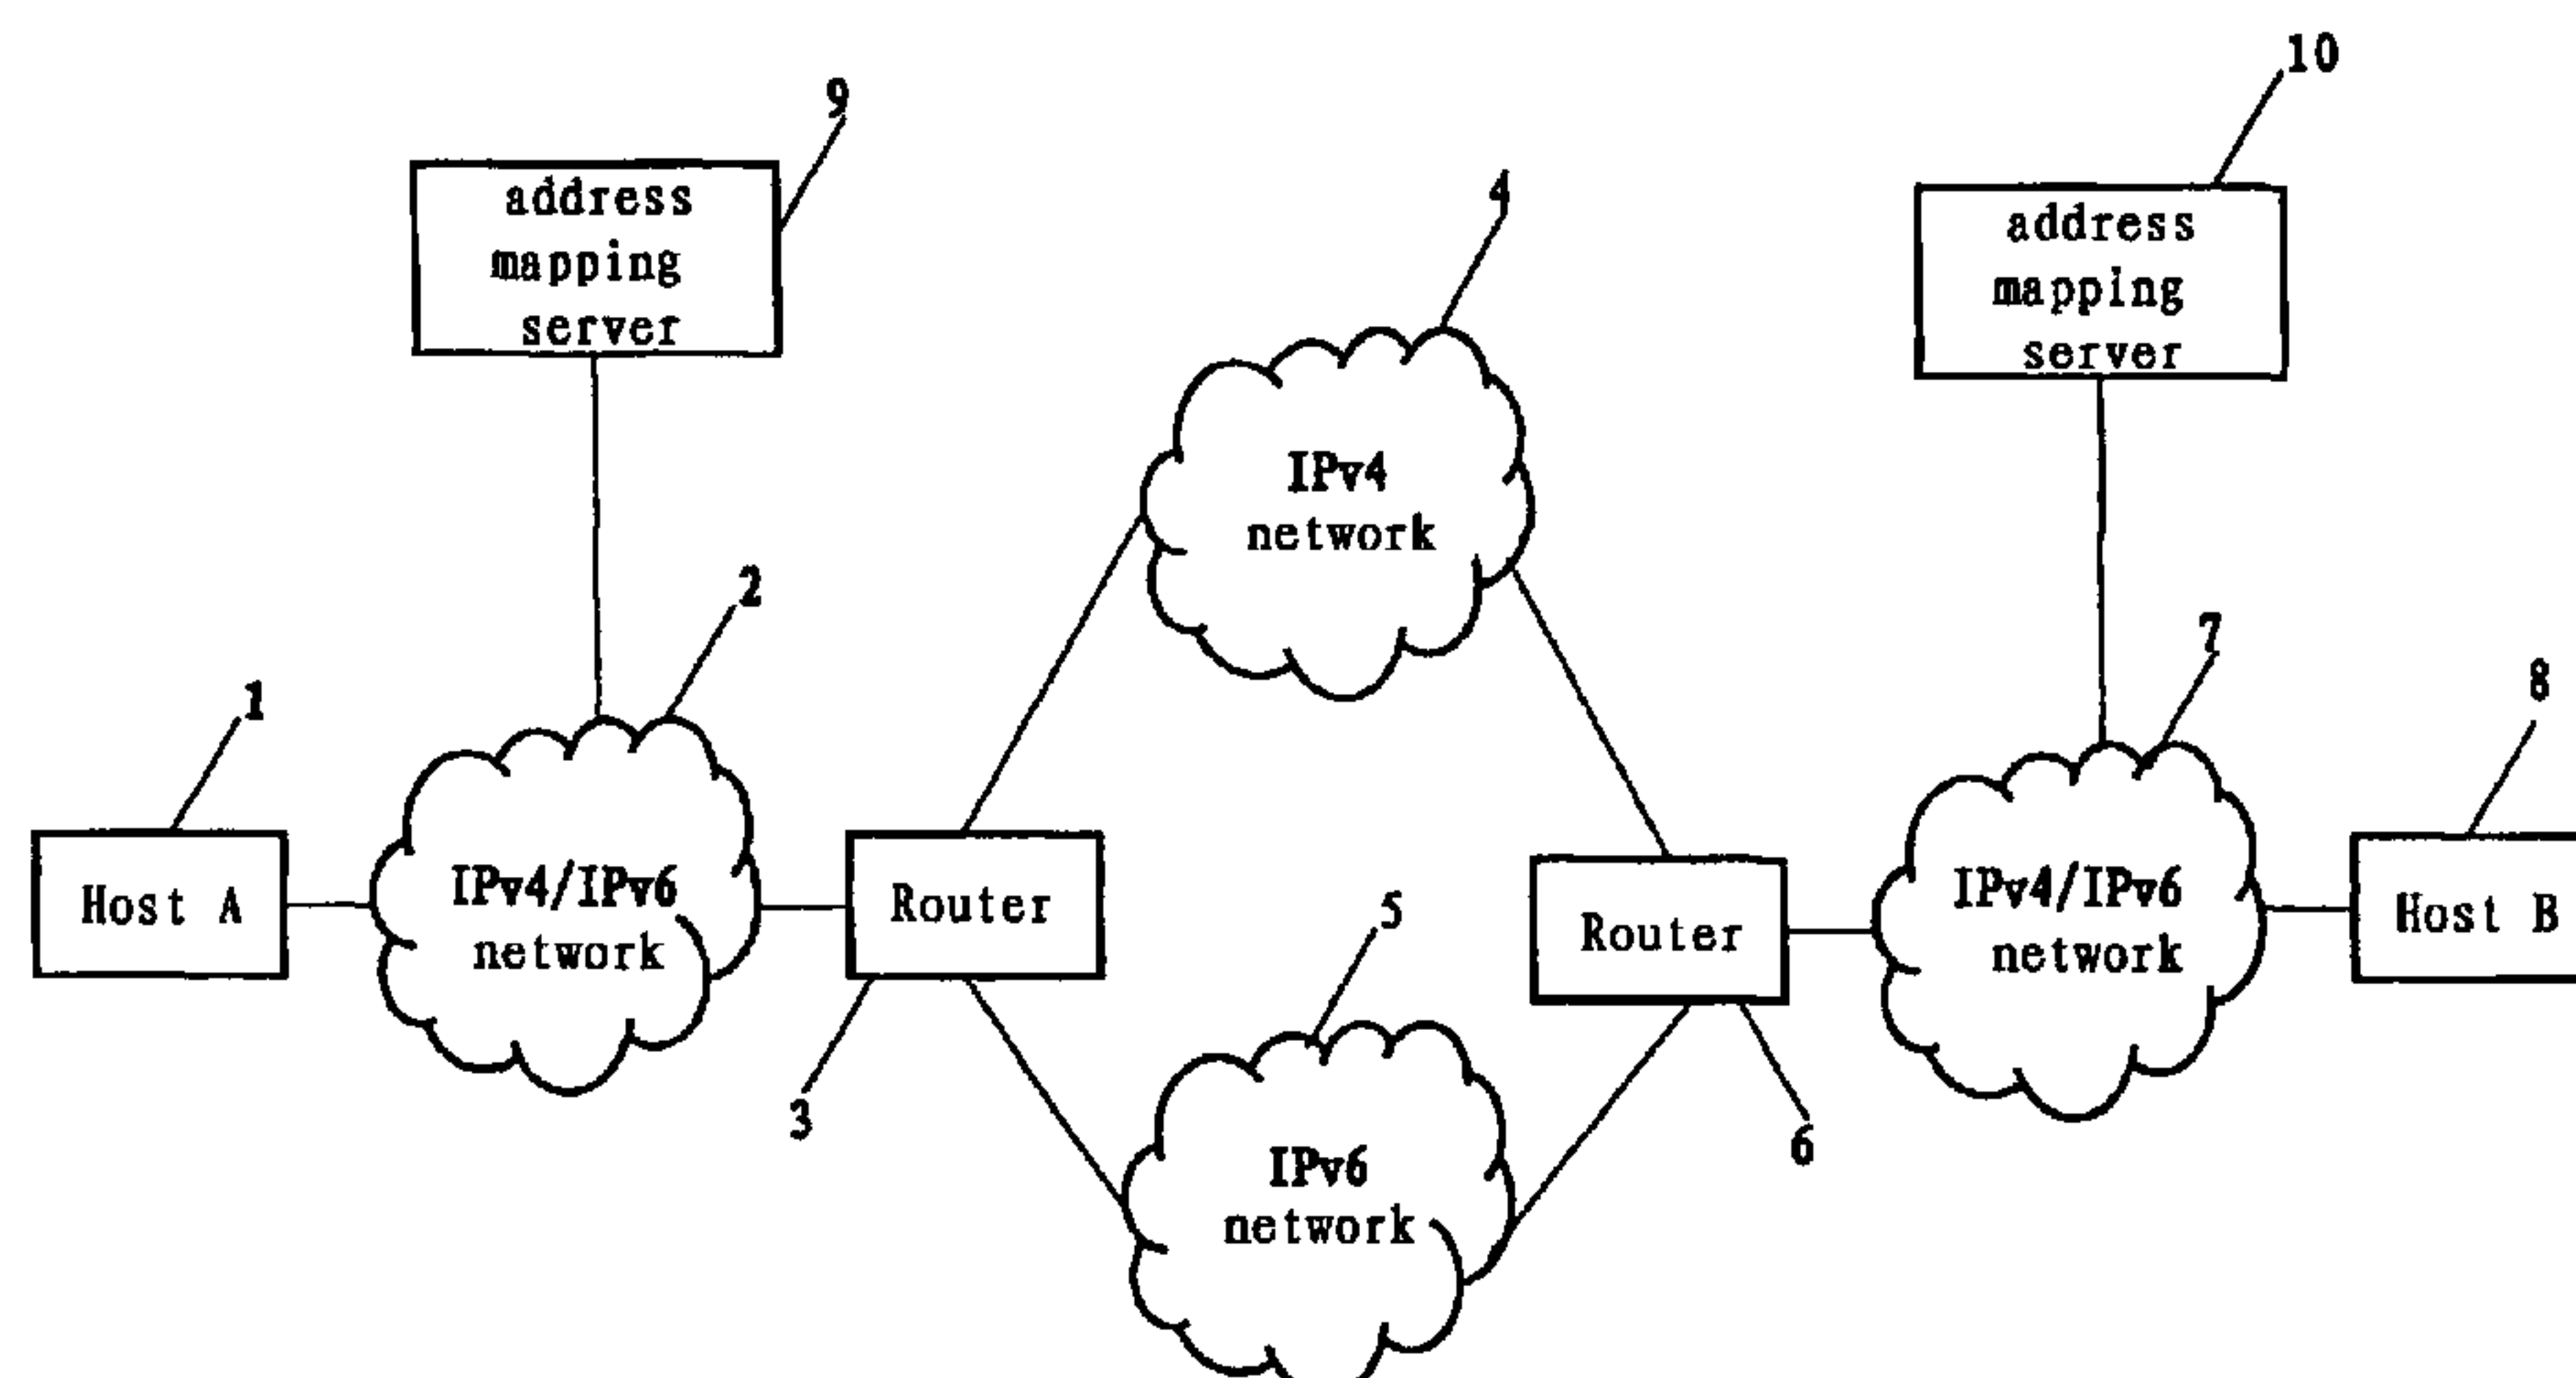 10
9
address
mapping
server
4
address
mapping
server
IPv4
network
2
7
1
8
Host A
IPv4/IPv6
network
Router
5
Router
IPv4/IPv6
network
Host B
3
6
IPv6
network